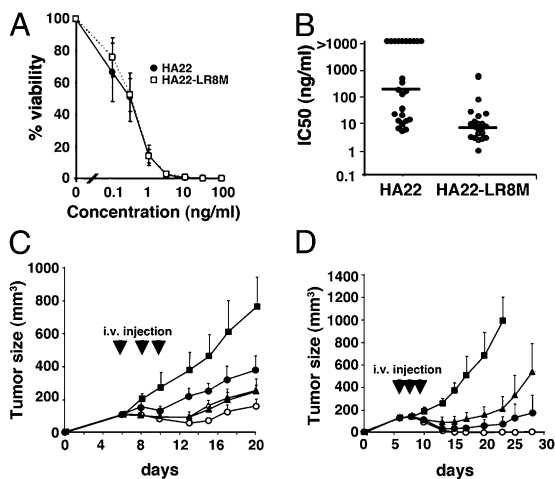 A
100
80
60
40
20
0
% viability
HA22
HA22-LR8M
0 0.1 1 10 100
Concentration (ng/ml)
B
>1000
1000
100
10
1
0.1
IC50 (ng/ml)
HA22 HA22-LR8M
C
1000
800
600
400
200
0
Tumor size (mm3)
i.v. injection
0 4 8 12 16 20
days
D
1400
1200
1000
800
600
400
200
0
Tumor size (mm3)
i.v. injection
0 5 10 15 20 25 30
days